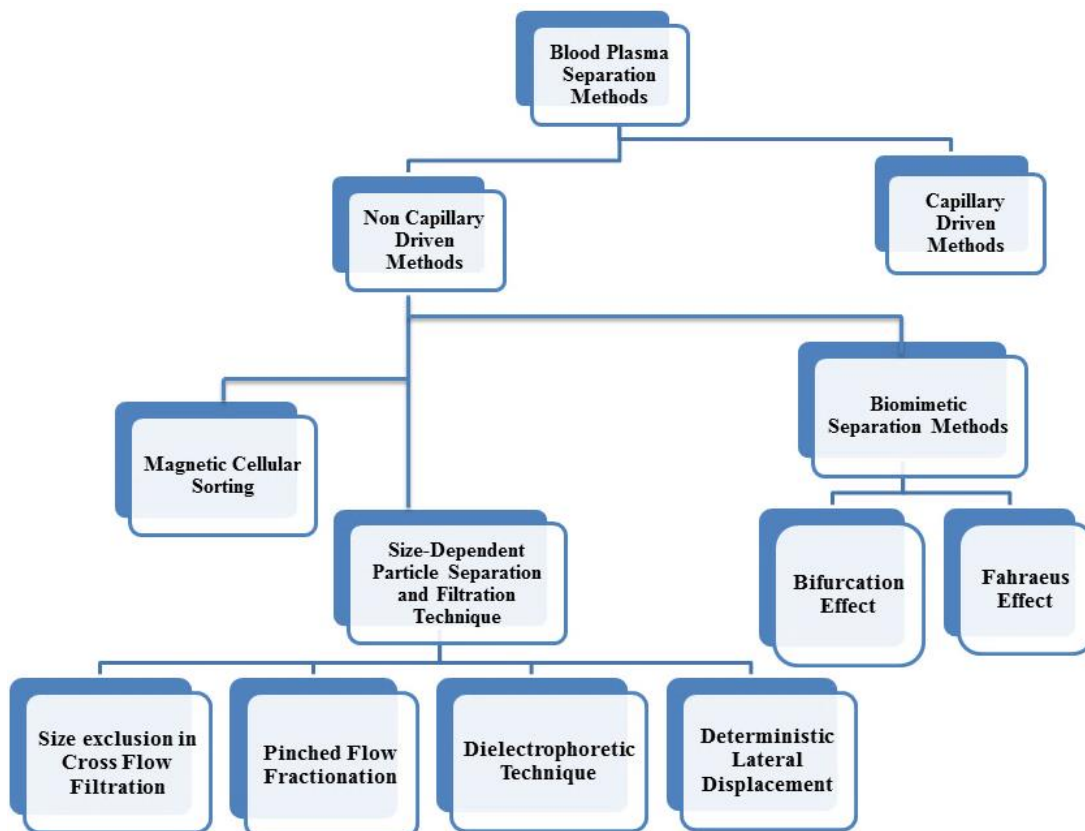 Blood Plasma
Separation
Methods
Non Capillary
Driven
Methods
Capillary
Driven
Methods
Biomimetic
Separation Methods
Magnetic Cellular
Sorting
Size-Dependent
Particle Separation
and Filtration
Technique
Bifurcation
Effect
Fahraeus
Effect
Size exclusion in
Cross Flow
Filtration
Pinched Flow
Fractionation
Dielectrophoretic
Technique
Deterministic
Lateral
Displacement